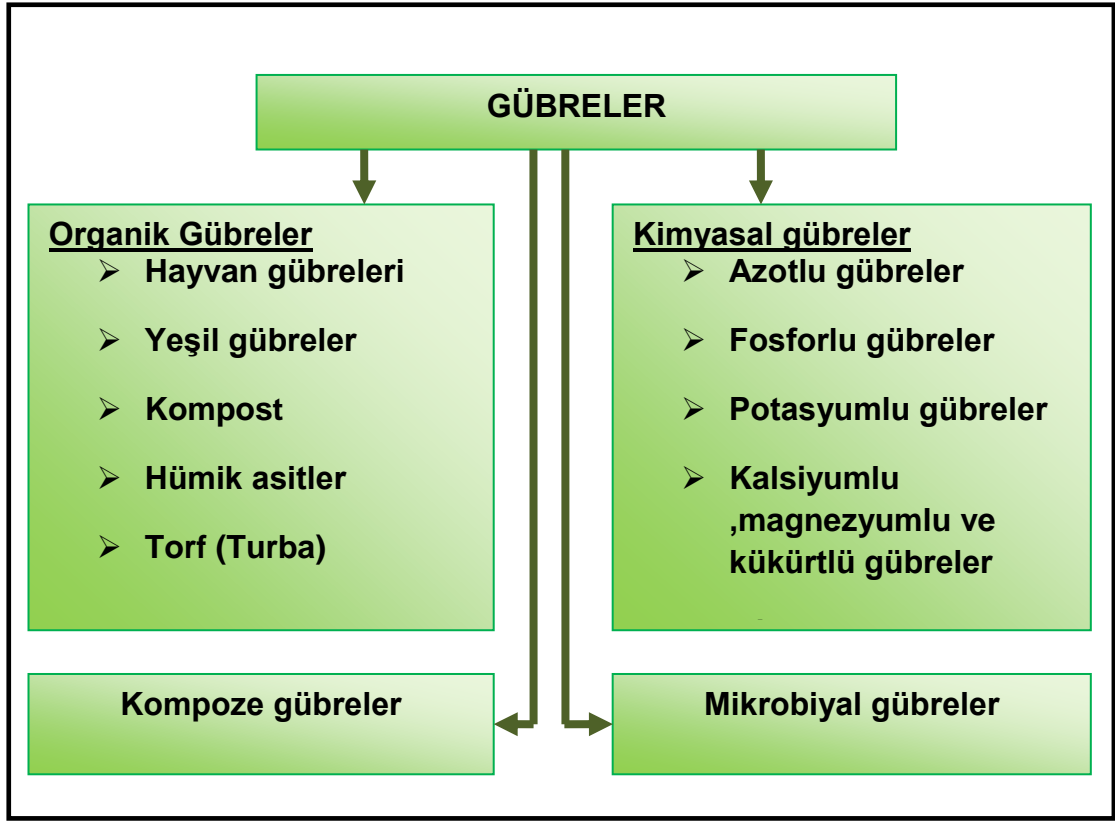 GÜBRELER
Organik Gübreler
➢ Hayvan gübreleri
➢ Yeşil gübreler
➢ Kompost
➢ Hümik asitler
➢ Torf (Turba)
Kimyasal gübreler
➢ Azotlu gübreler
➢ Fosforlu gübreler
➢ Potasyumlu gübreler
➢ Kalsiyumlu
,magnezyumlu ve
kükürtlü gübreler
Kompoze gübreler
Mikrobiyal gübreler